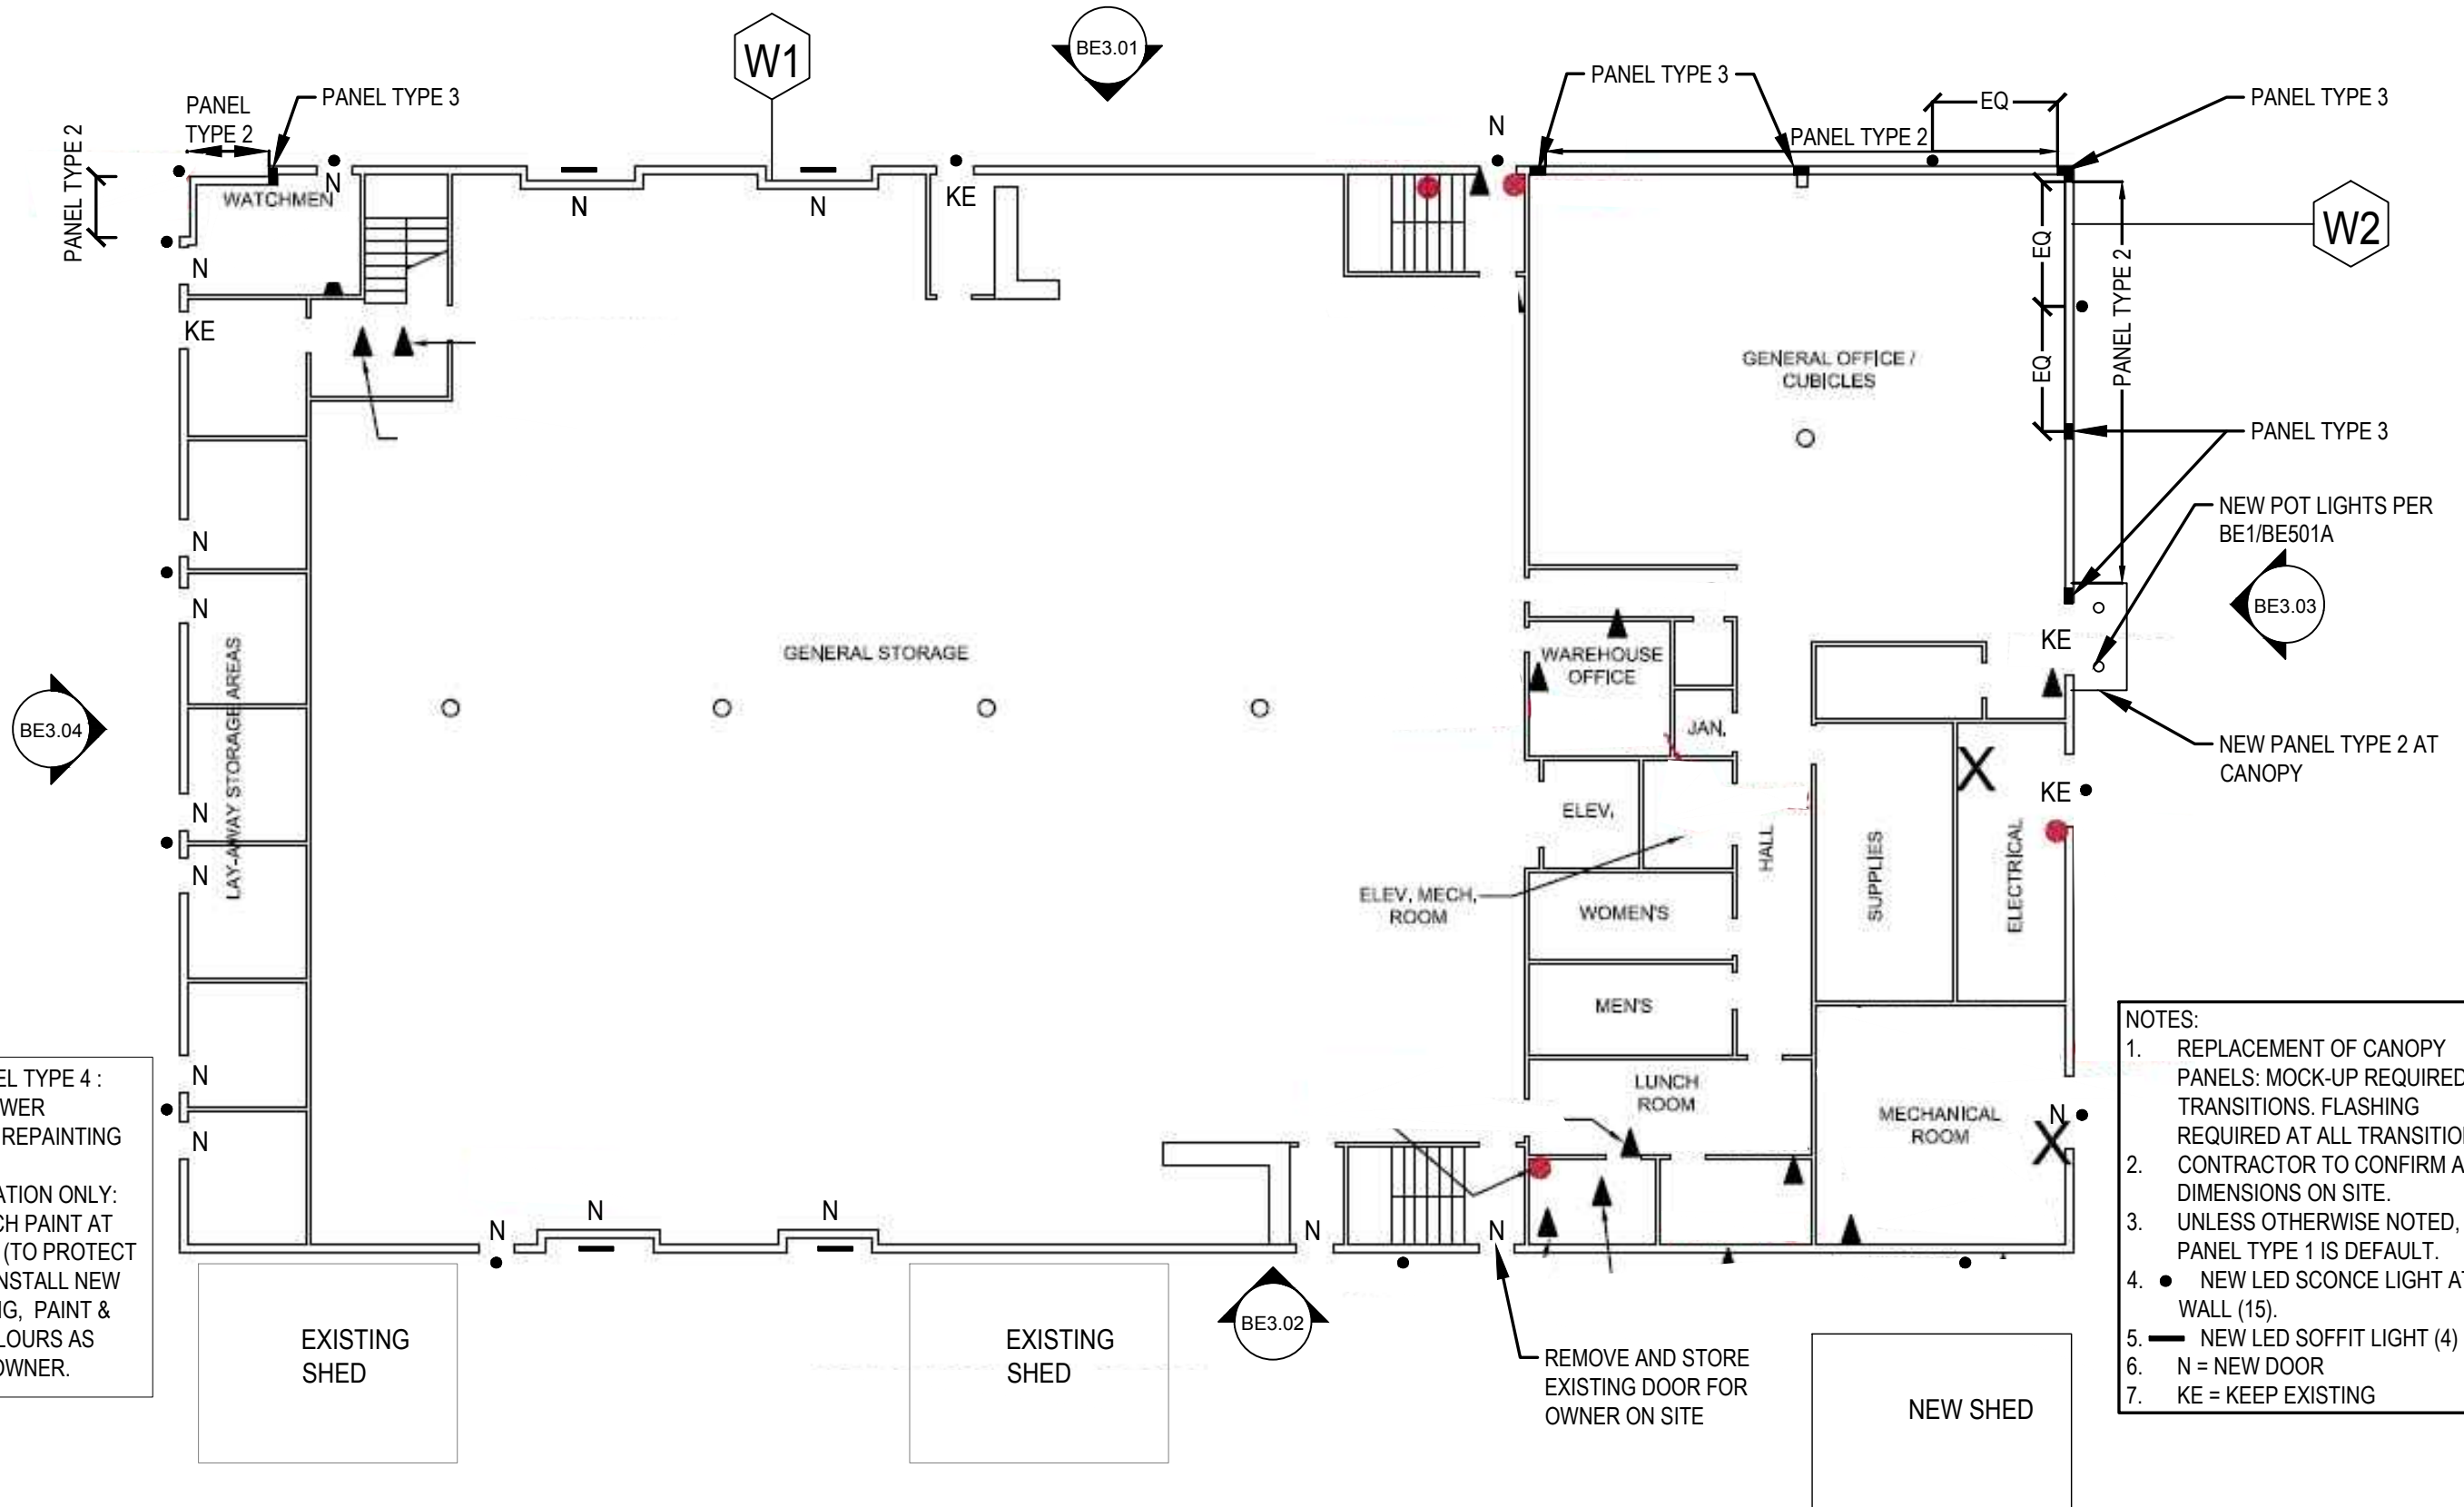 W1
BE3.01
PANEL TYPE 3
EQ
PANEL TYPE 3
PANEL
TYPE 2
PANEL TYPE 3
PANEL TYPE 2
N
PANEL TYPE 2
WATCHMEN
N
N
N
KE
N
KE
EQ
EQ
PANEL TYPE 2
W2
GENERAL OFFICE /
CUBICLES
PANEL TYPE 3
NEW POT LIGHTS PER
BE1/BE501A
BE3.03
KE
NEW PANEL TYPE 2 AT
CANOPY
N
N
LAY-AWAY STORAGE AREAS
GENERAL STORAGE
WAREHOUSE
OFFICE
JAN.
BE3.04
N
N
X
KE
ELEV.
HALL
SUPPLIES
ELECTRICAL
ELEV. MECH.
ROOM
WOMEN'S
MEN'S
LUNCH
ROOM
MECHANICAL
ROOM
N
X
N
N
N
N
N
N
N
BE3.02
EL TYPE 4 :
WER
REPAINTING
ATION ONLY:
CH PAINT AT
(TO PROTECT
NSTALL NEW
NG, PAINT &
LOURS AS
OWNER.
EXISTING
SHED
EXISTING
SHED
REMOVE AND STORE
EXISTING DOOR FOR
OWNER ON SITE
NEW SHED
NOTES:
1. REPLACEMENT OF CANOPY
PANELS: MOCK-UP REQUIRED
TRANSITIONS. FLASHING
REQUIRED AT ALL TRANSITIO
2. CONTRACTOR TO CONFIRM A
DIMENSIONS ON SITE.
3. UNLESS OTHERWISE NOTED,
PANEL TYPE 1 IS DEFAULT.
4. NEW LED SCONCE LIGHT AT
WALL (15).
5. NEW LED SOFFIT LIGHT (4)
6. N = NEW DOOR
7. KE = KEEP EXISTING